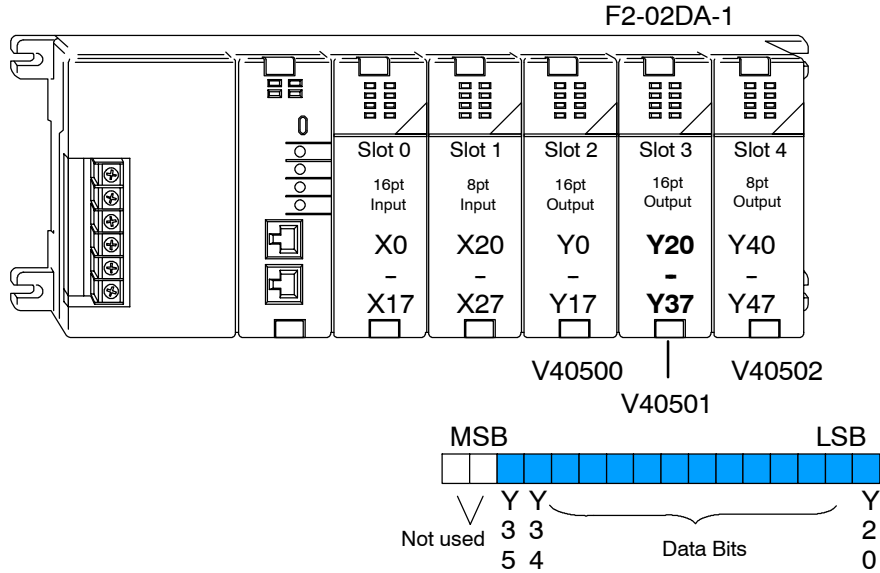 F2-02DA-1
Slot 0 Slot 1 Slot 2 Slot 3 Slot 4
16pt 8pt 16pt 16pt 8pt
Input Input Output Output Output
X0 X20 Y0 Y20 Y40
– – – – –
X17 X27 Y17 Y37 Y47
V40500 V40502
V40501
MSB LSB
Y Y Y
Not used 3 3 Data Bits 2
5 4 0